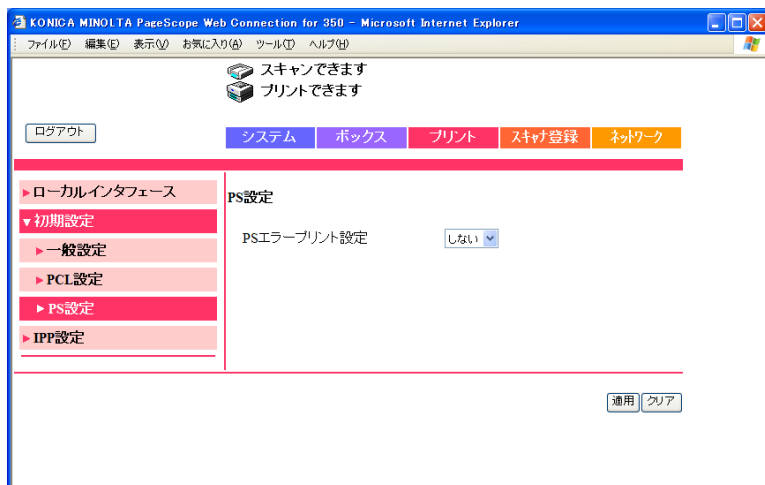 KONICA MINOLTA PageScope Web Connection for 350 - Microsoft Internet Explorer
ファイル(F) 編集(E) 表示(V) お気に入り(A) ツール(T) ヘルプ(H)
スキャンできます
プリントできます
ログアウト
システム ボックス プリント スキャナ登録 ネットワーク
▶ローカルインタフェース
▼初期設定
▶一般設定
▶PCL設定
▶PS設定
▶IPP設定
PS設定
PSエラープリント設定 しない
適用 クリア